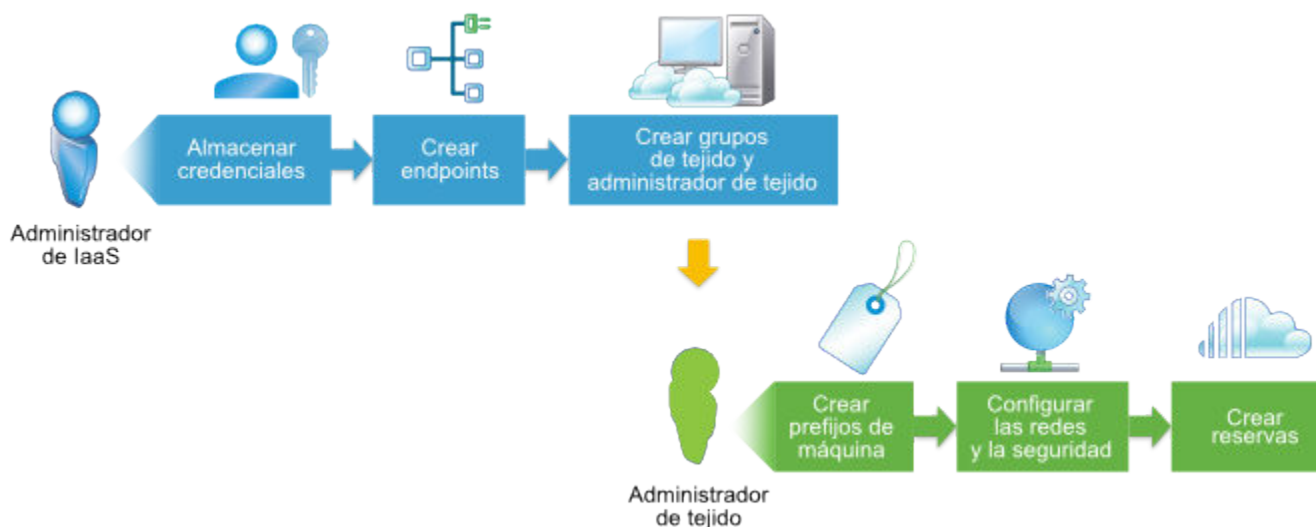 Almacenar
credenciales
Crear
endpoints
Crear grupos
de tejido y
administrador de tejido
Administrador
de IaaS
Crear
prefijos de
máquina
Configurar
las redes
y la seguridad
Crear
reservas
Administrador
de tejido